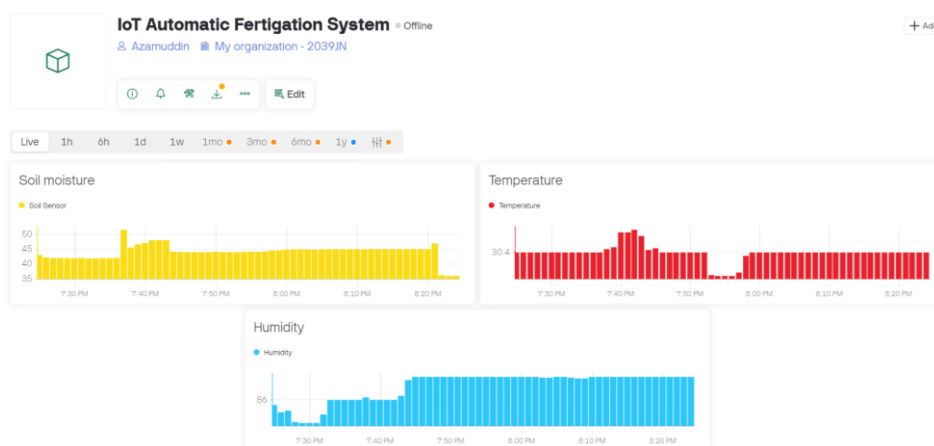 IoT Automatic Fertigation System Offline
Azamuddin My organization - 2039JN
Edit
Live 1h 6h 1d 1w 1mo 3mo 6mo 1y
Soil moisture
Soil Sensor
50
45
40
35
7:30 PM 7:40 PM 7:50 PM 8:00 PM 8:10 PM 8:20 PM
Temperature
Temperature
30.4
7:30 PM 7:40 PM 7:50 PM 8:00 PM 8:10 PM 8:20 PM
Humidity
Humidity
86
7:30 PM 7:40 PM 7:50 PM 8:00 PM 8:10 PM 8:20 PM